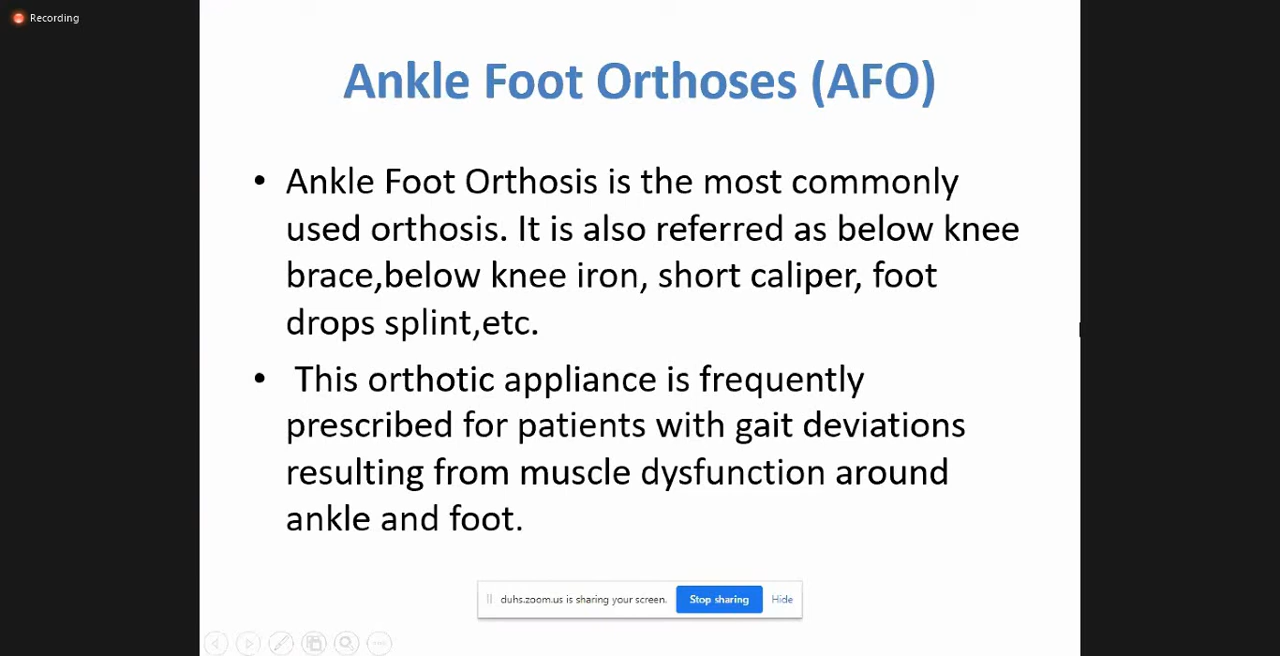 Recording
Ankle Foot Orthoses (AFO)
• Ankle Foot Orthosis is the most commonly
used orthosis. It is also referred as below knee
brace,below knee iron, short caliper, foot
drops splint,etc.
• This orthotic appliance is frequently
prescribed for patients with gait deviations
resulting from muscle dysfunction around
ankle and foot.
duhs.zoom.us is sharing your screen. Stop sharing Hide